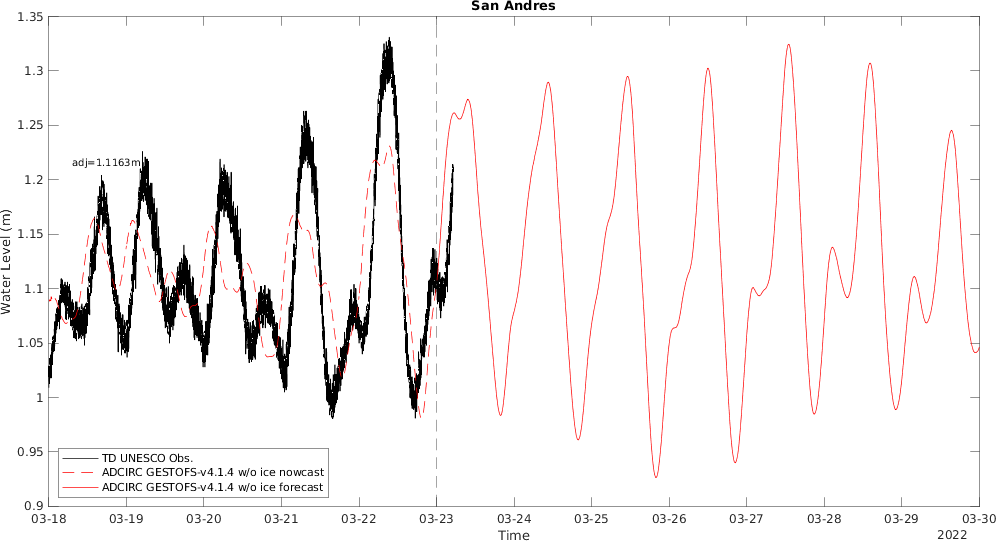 San Andres
1.35
1.3
1.25
1.2
1.15
1.1
1.05
1
0.95
0.9
Water Level (m)
adj=1.1163m
TD UNESCO Obs.
ADCIRC GESTOFS-v4.1.4 w/o ice nowcast
ADCIRC GESTOFS-v4.1.4 w/o ice forecast
03-18 03-19 03-20 03-21 03-22 03-23 03-24 03-25 03-26 03-27 03-28 03-29 03-30
Time
2022